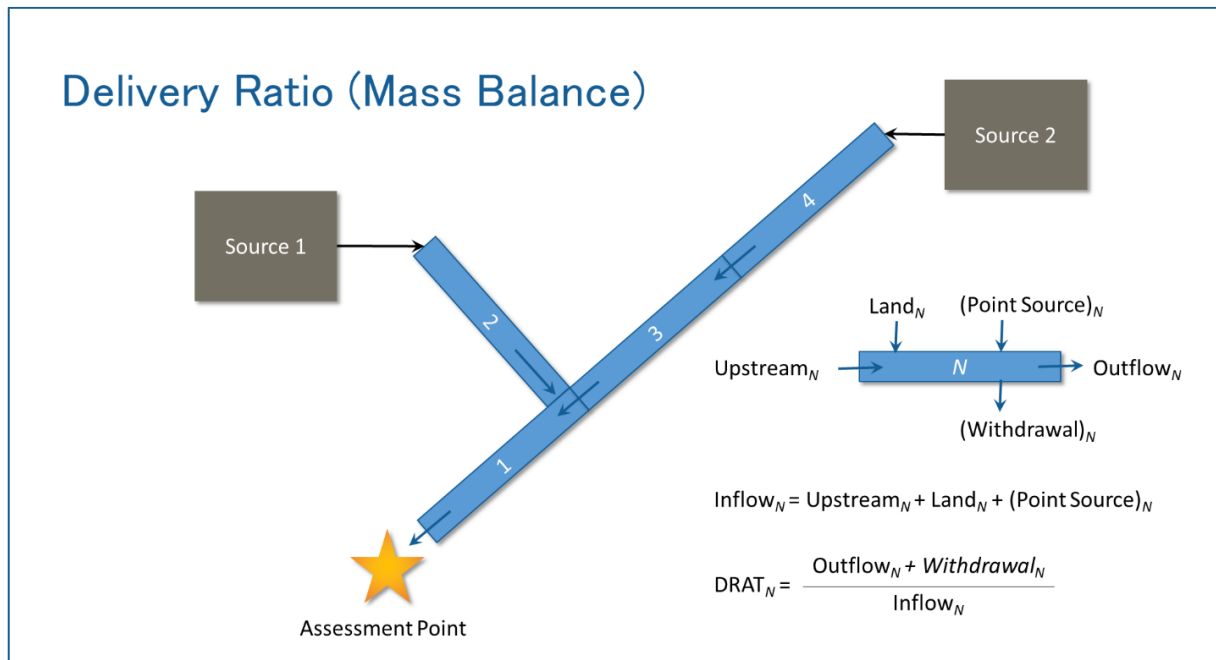 Delivery Ratio (Mass Balance)
Source 2
Source 1
4
3
2
1
Land_N (Point Source)_N
Upstream_N N Outflow_N
(Withdrawal)_N
Inflow_N = Upstream_N + Land_N + (Point Source)_N
DRAT_N = Outflow_N + Withdrawal_N
Inflow_N
Assessment Point